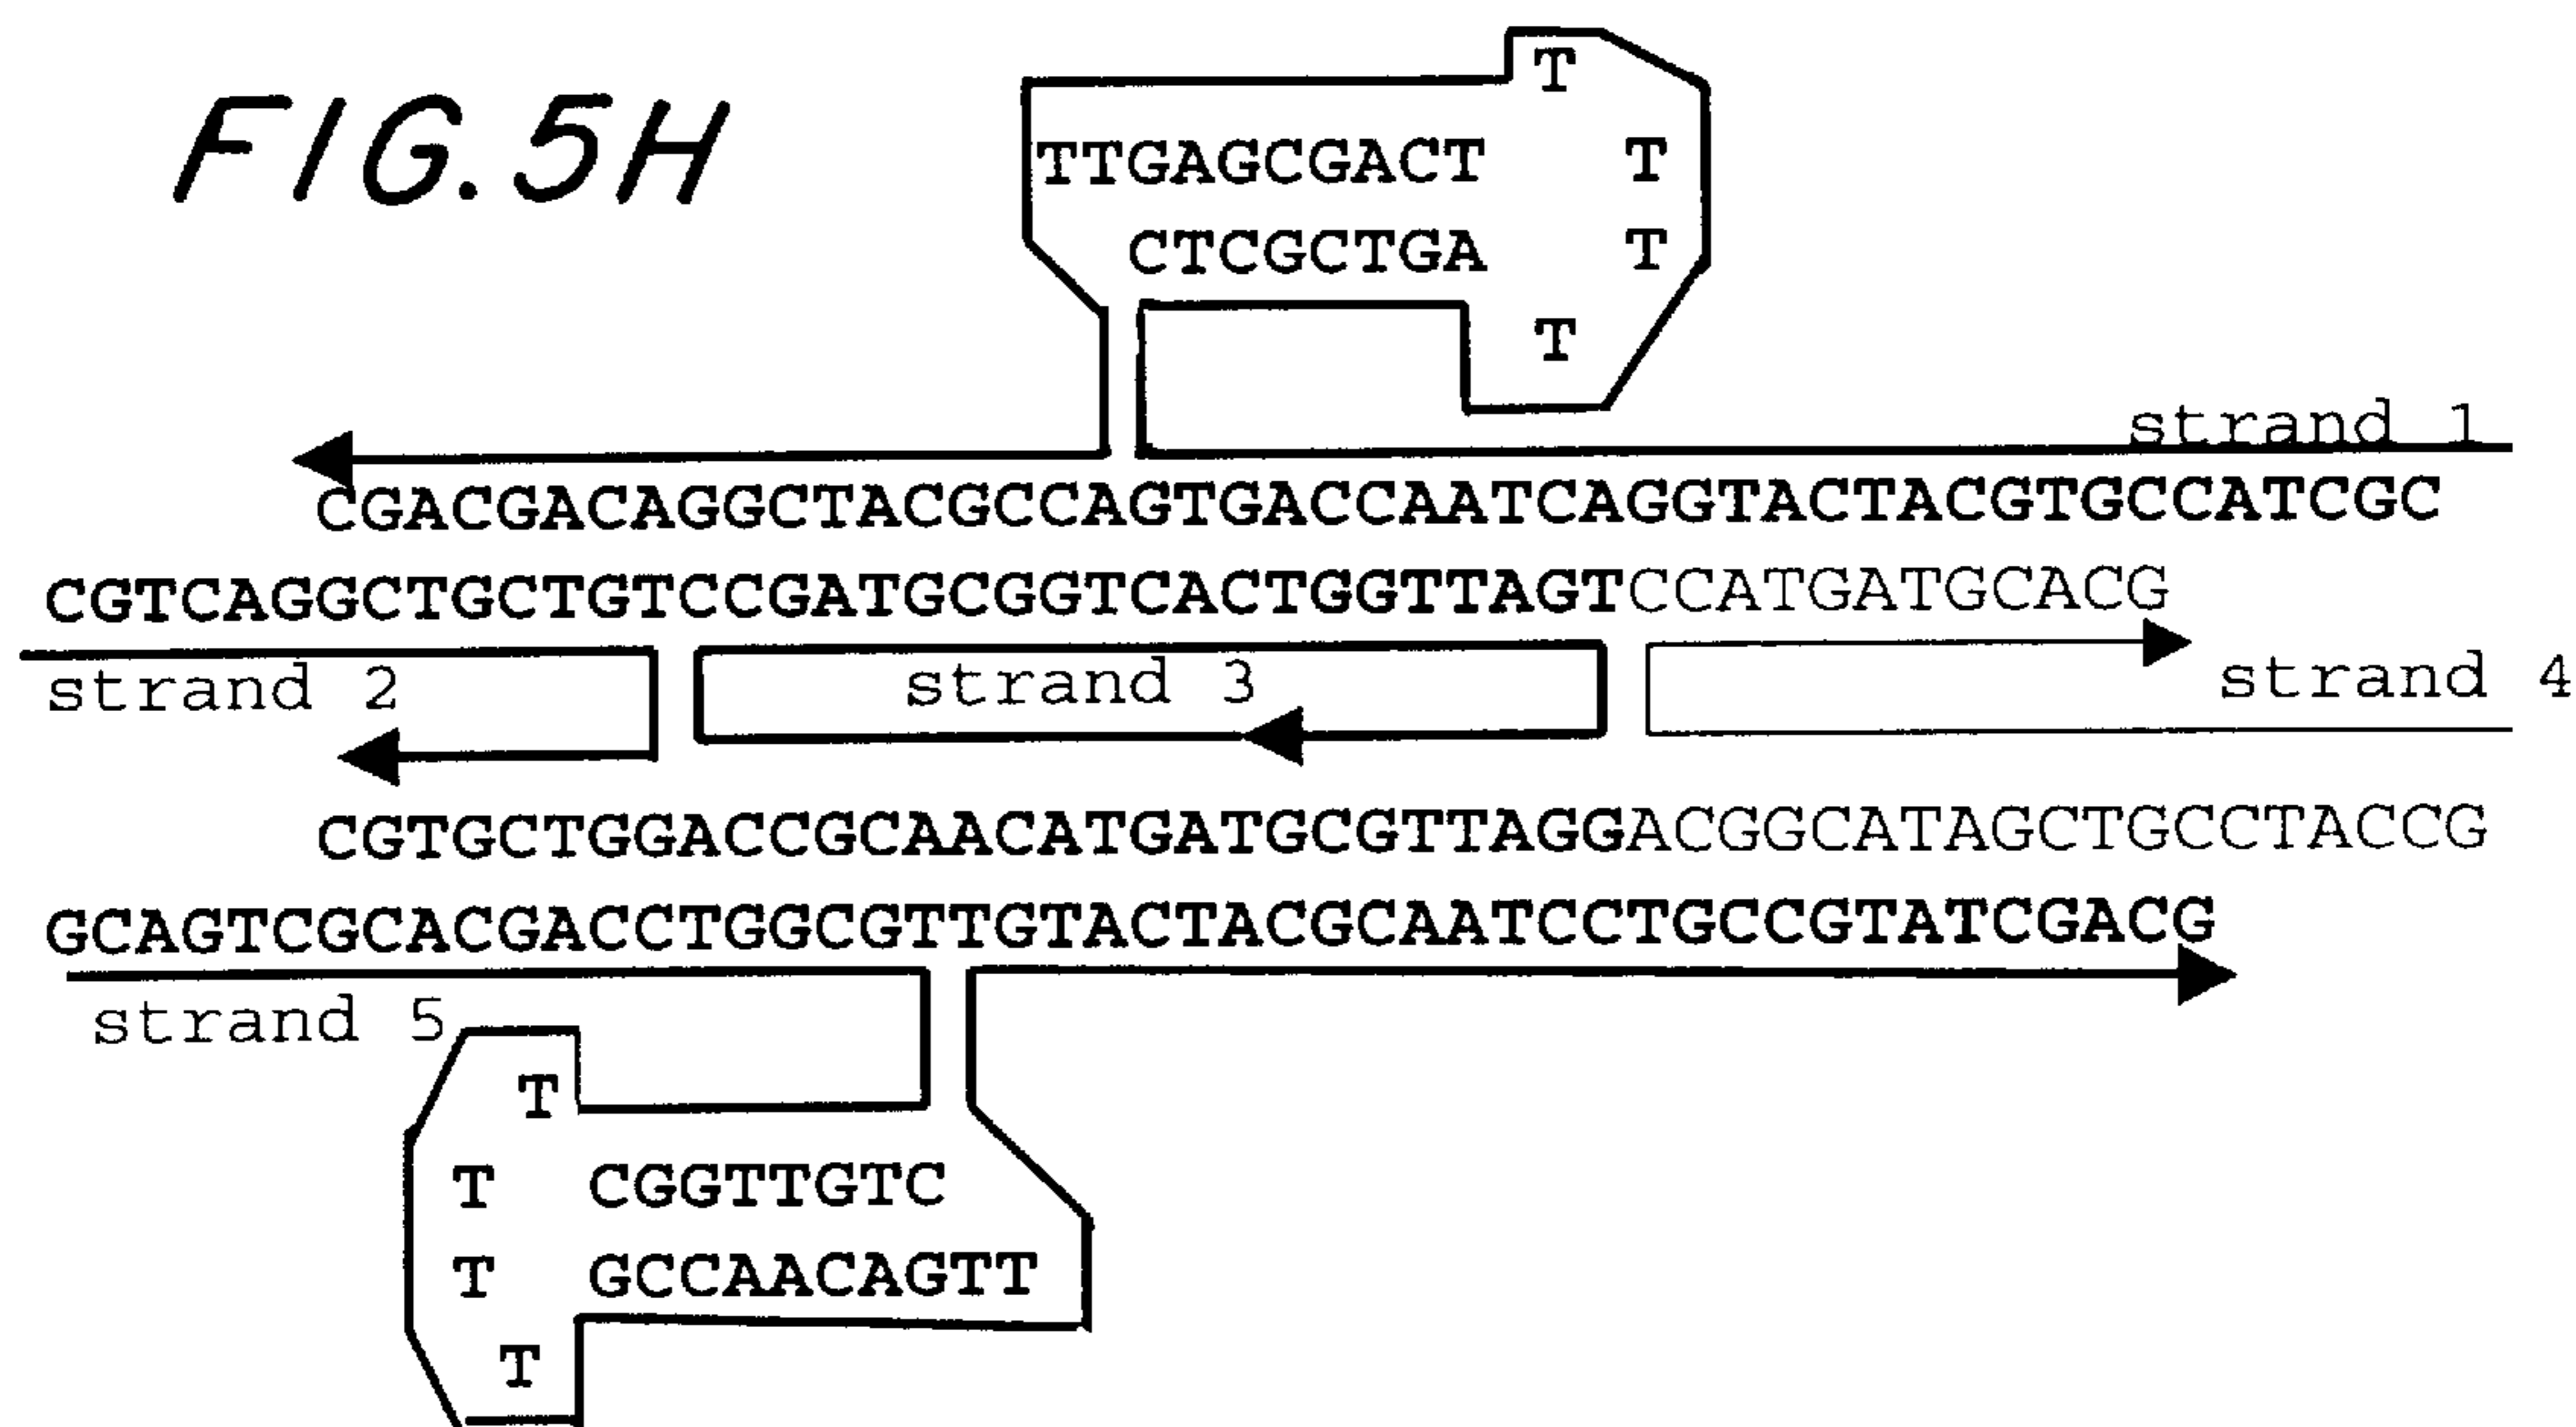 FIG. 5H
T
TTGAGCGACT T
CTCGCTGA T
T
strand 1
CGACGACAGGCTACGCCAGTGACCAATCAGGTACTACGTGCCATCGC
CGTCAGGCTGCTGTCCGATGCGGTCACTGGTTAGTCCATGATGCACG
strand 2 strand 3 strand 4
CGTGCTGGACCGCAACATGATGCGTTAGGACGGCATAGCTGCCTACCG
GCAGTCGCACGACCTGGCGTTGTACTACGCAATCCTGCCGTATCGACG
strand 5
T
T CGGTTGTC
T GCCAACAGTT
T